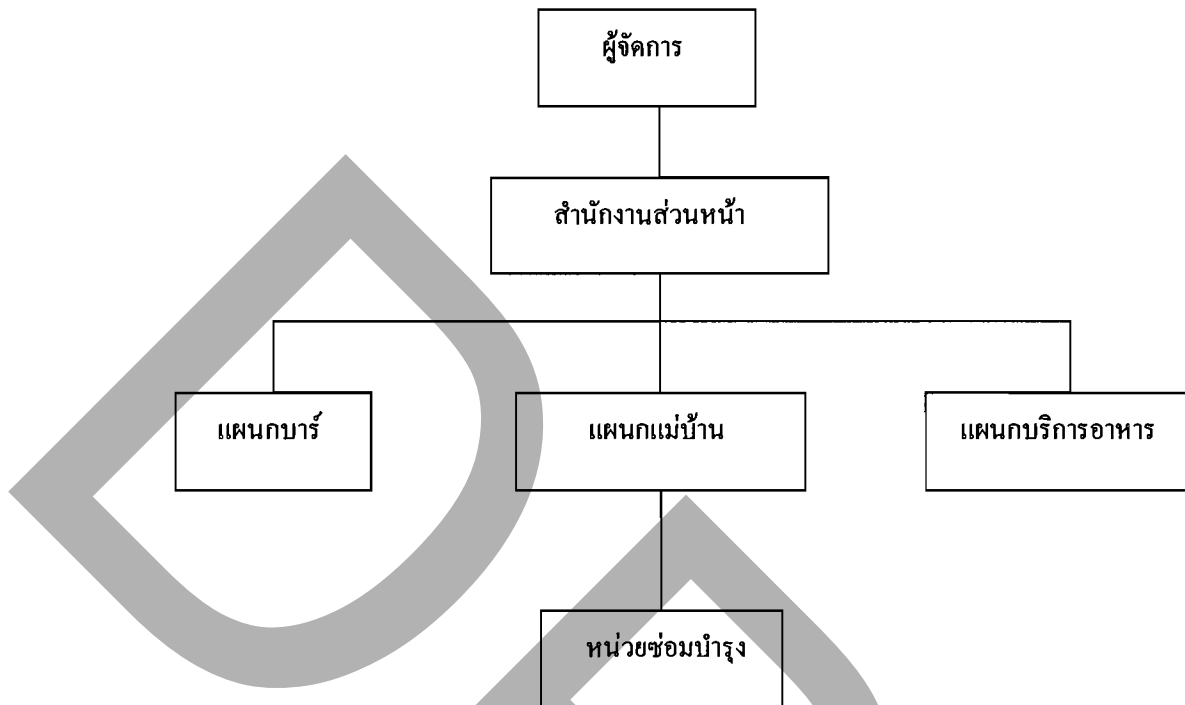 ผู้จัดการ
สำนักงานส่วนหน้า
แผนกบาร์
แผนกแม่บ้าน
แผนกบริการอาหาร
หน่วยซ่อมบำรุง